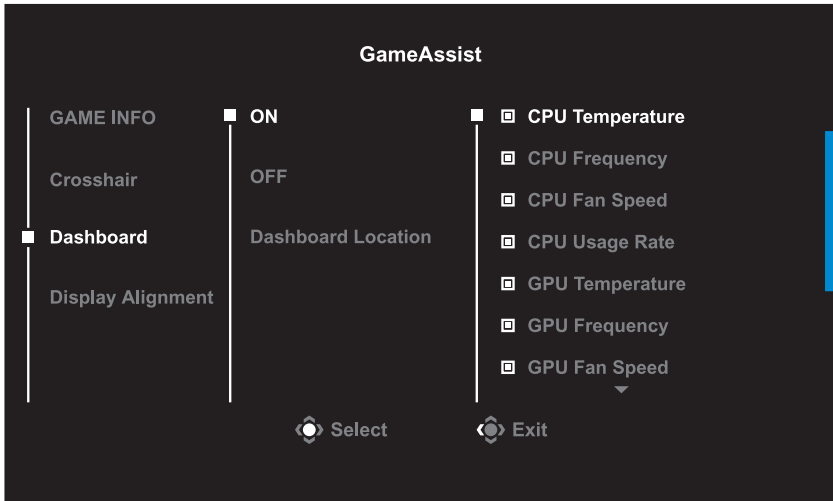 GameAssist
GAME INFO
Crosshair
Dashboard
Display Alignment
ON
OFF
Dashboard Location
CPU Temperature
CPU Frequency
CPU Fan Speed
CPU Usage Rate
GPU Temperature
GPU Frequency
GPU Fan Speed
Select
Exit